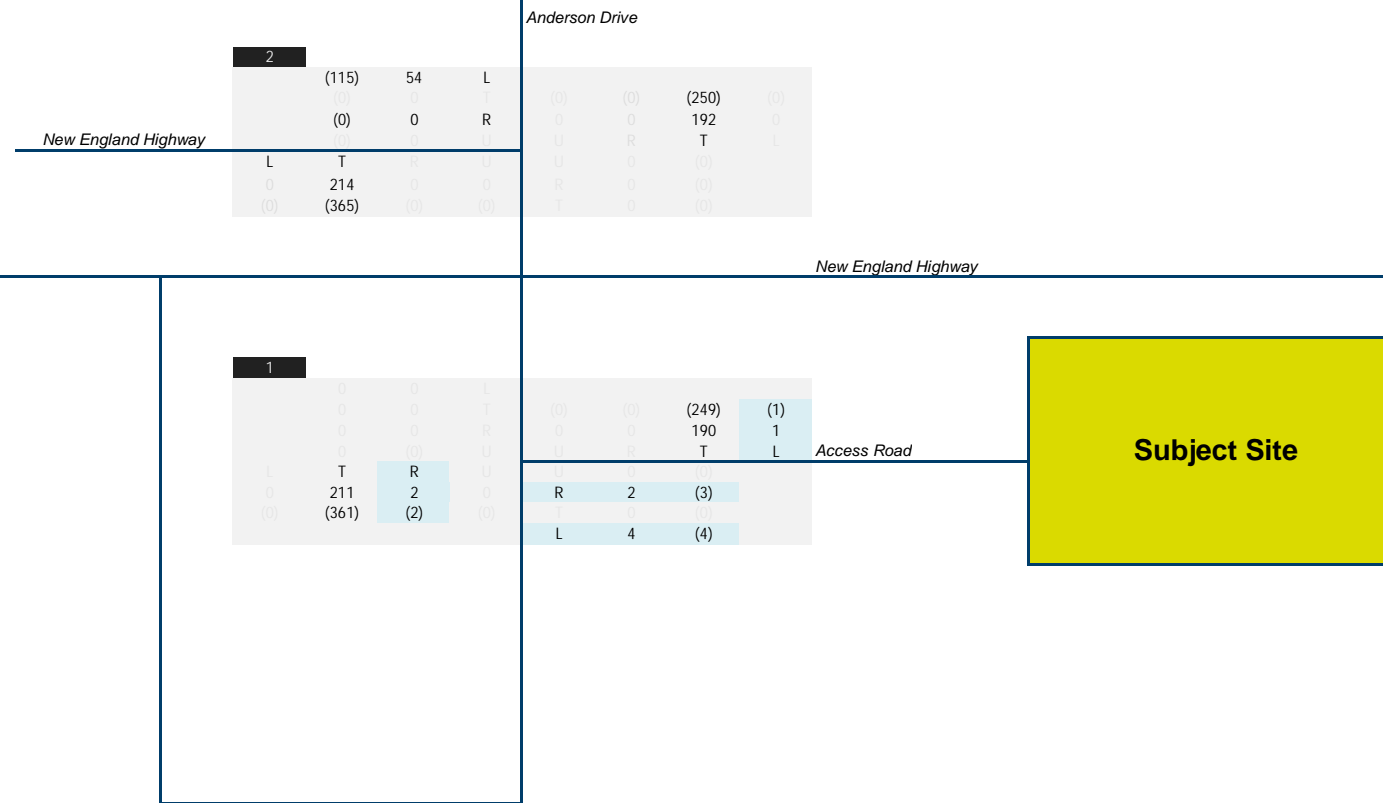 Anderson Drive
2
(115) 54 L
(0) 0 T (0) (0) (250) (0)
(0) 0 R 0 0 192 0
New England Highway (0) 0 U U R T L
L T R U U 0 (0)
0 214 0 0 R 0 (0)
(0) (365) (0) (0) T 0 (0)
New England Highway
1
0 0 L
0 0 T (0) (0) (249) (1)
0 0 R 0 0 190 1
0 (0) U U R T L Access Road Subject Site
L T R U U 0 (0)
0 211 2 0 R 2 (3)
(0) (361) (2) (0) T 0 (0)
L 4 (4)